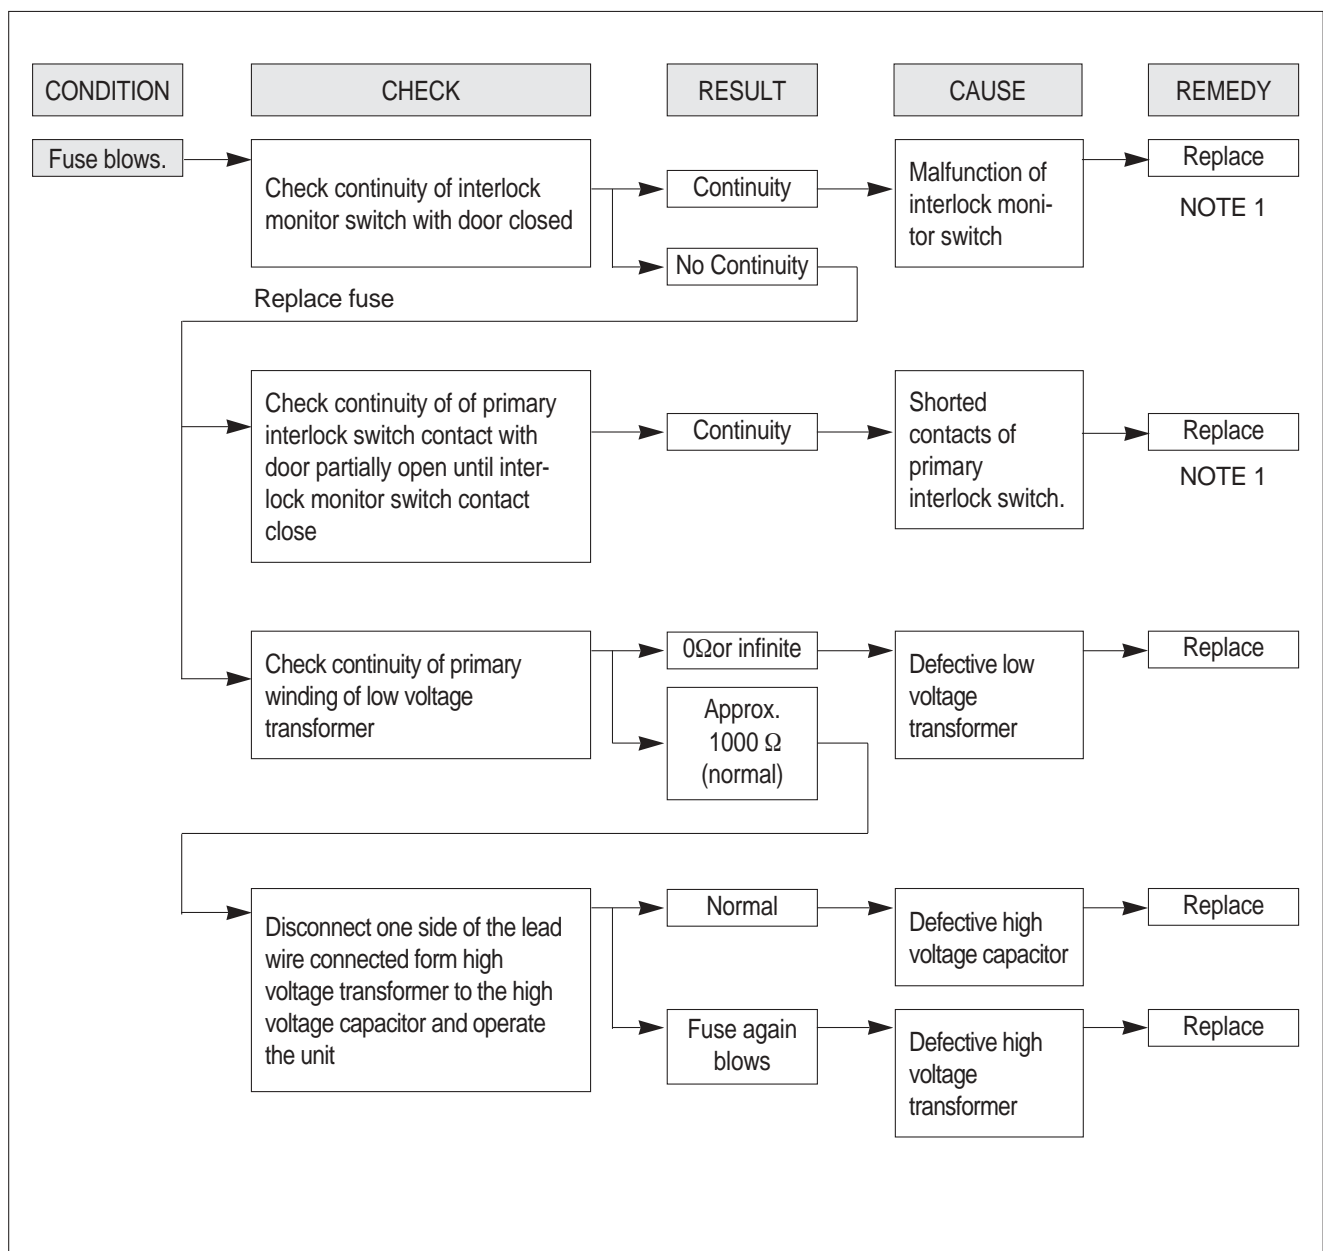 CONDITION
CHECK
RESULT
CAUSE
REMEDY
Fuse blows.
Check continuity of interlock
monitor switch with door closed
Continuity
Malfunction of
interlock moni-
tor switch
Replace
NOTE 1
No Continuity
Replace fuse
Check continuity of of primary
interlock switch contact with
door partially open until inter-
lock monitor switch contact
close
Continuity
Shorted
contacts of
primary
interlock switch.
Replace
NOTE 1
Check continuity of primary
winding of low voltage
transformer
0Ωor infinite
Defective low
voltage
transformer
Replace
Approx.
1000 Ω
(normal)
Disconnect one side of the lead
wire connected form high
voltage transformer to the high
voltage capacitor and operate
the unit
Normal
Defective high
voltage capacitor
Replace
Fuse again
blows
Defective high
voltage
transformer
Replace